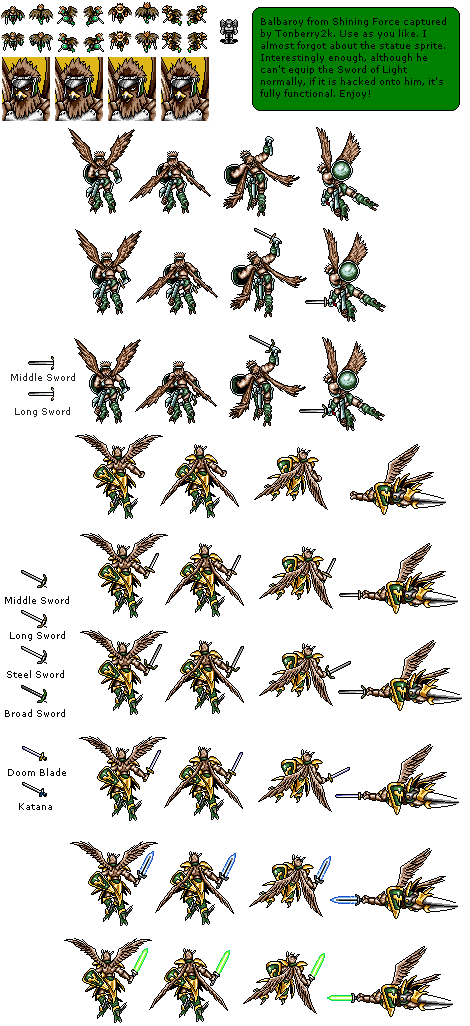 Balbaroy from Shining Force captured
by Tonberry2k. Use as you like. I
almost forgot about the statue sprite.
Interestingly enough, although he
can't equip the Sword of Light
normally, if it is hacked onto him, it's
fully functional. Enjoy!
Middle Sword
Long Sword
Middle Sword
Long Sword
Steel Sword
Broad Sword
Doom Blade
Katana